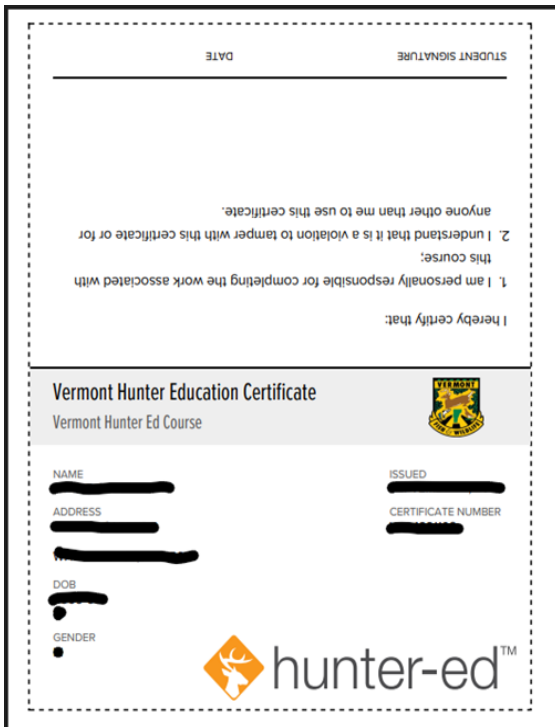 STUDENT SIGNATURE DATE
I hereby certify that:
1. I am personally responsible for completing the work associated with
this course;
2. I understand that it is a violation to tamper with this certificate or for
anyone other than me to use this certificate.
Vermont Hunter Education Certificate
Vermont Hunter Ed Course
VERMONT
FISH & WILDLIFE
NAME
ISSUED
ADDRESS
CERTIFICATE NUMBER
DOB
GENDER
hunter-ed™